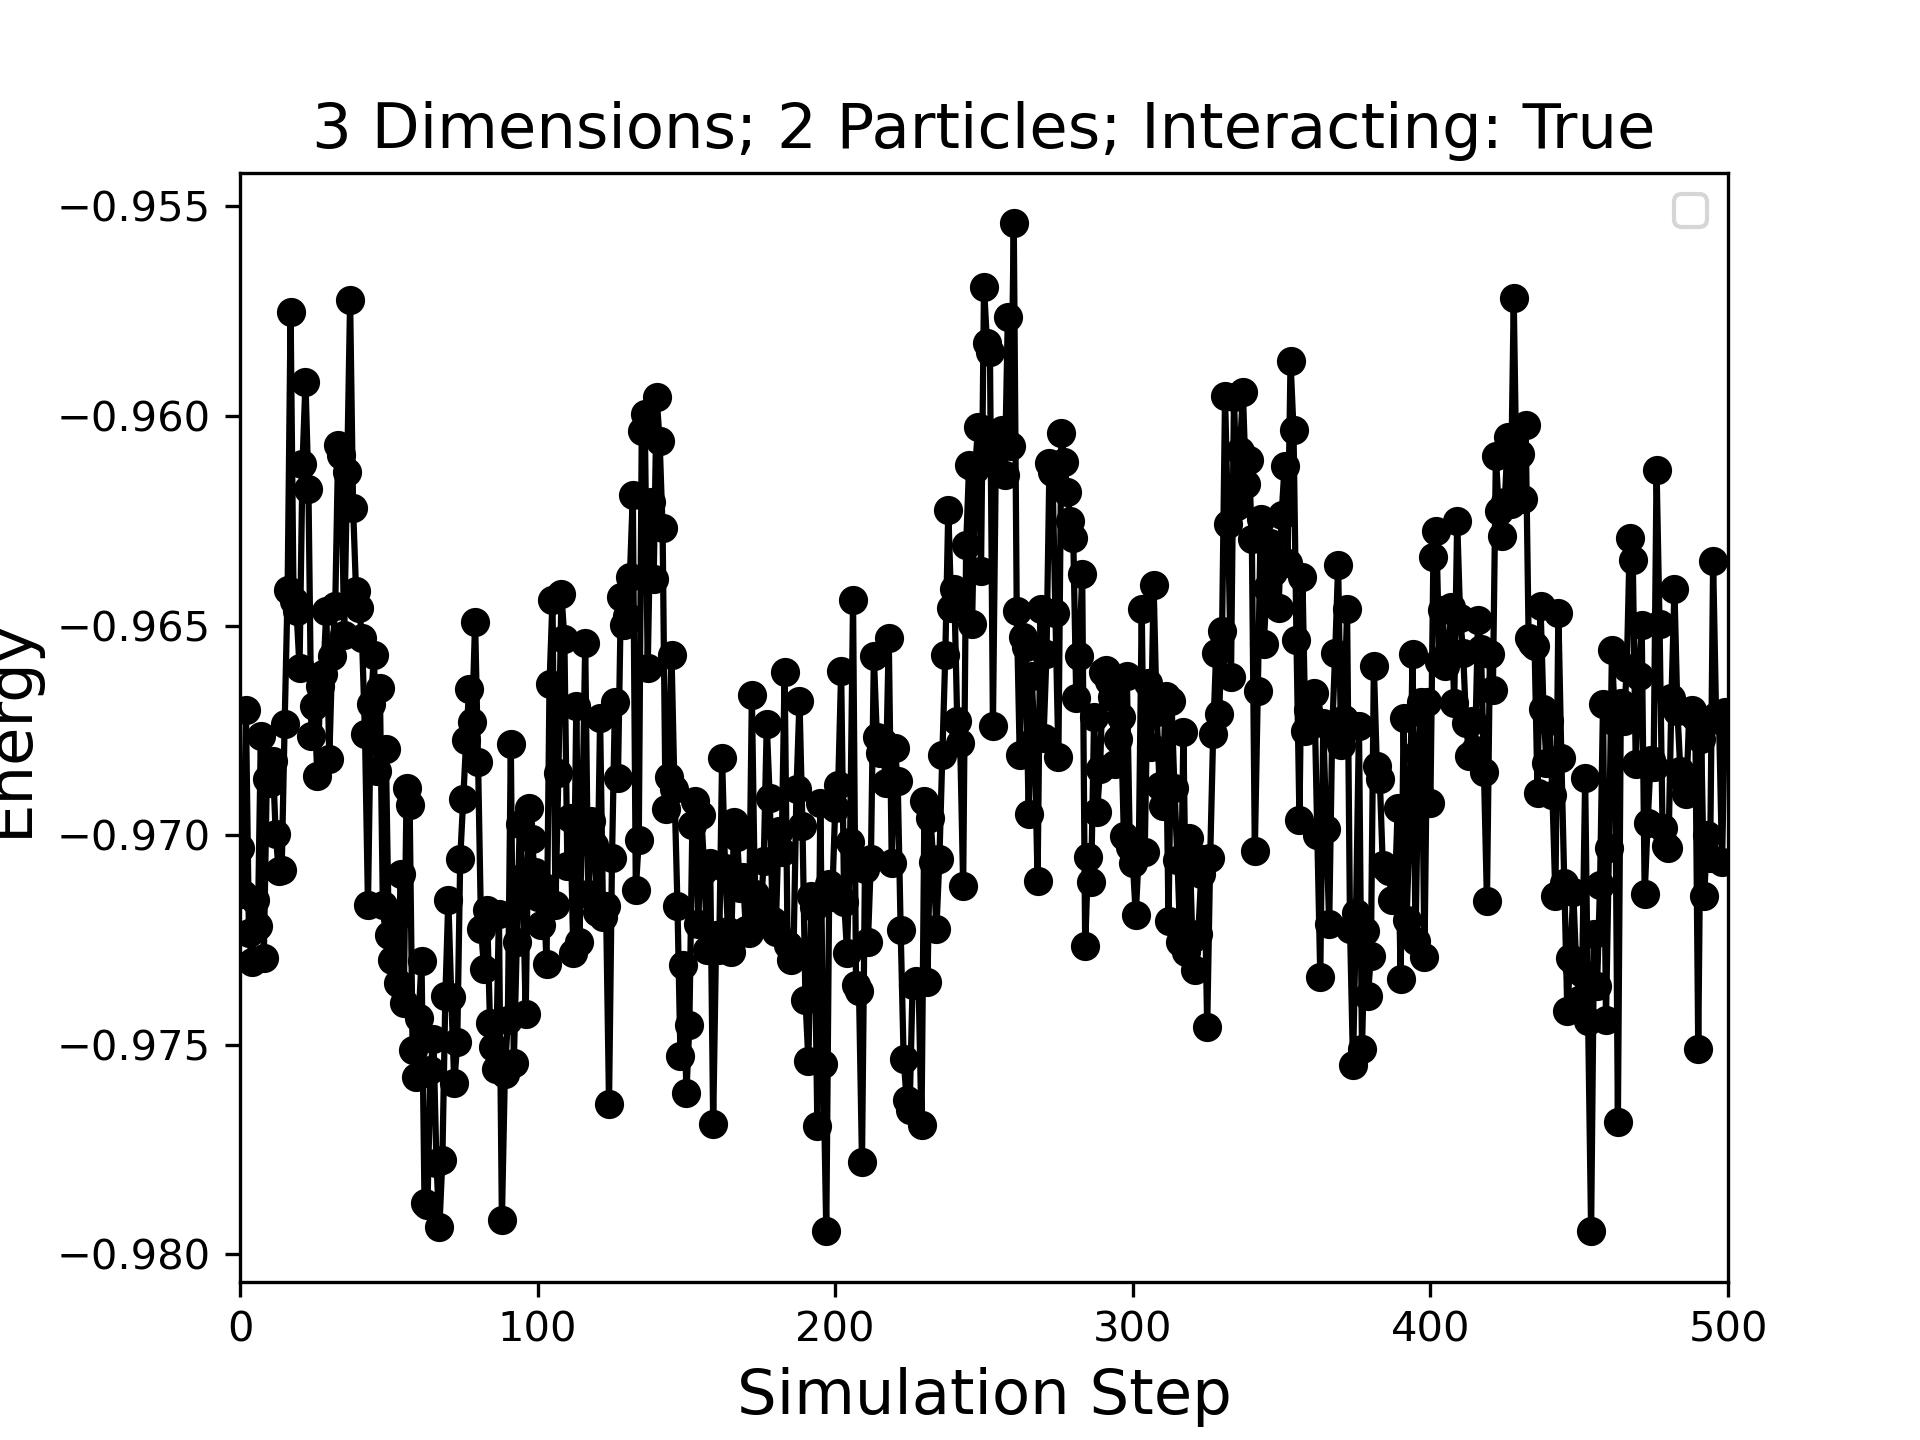 3 Dimensions; 2 Particles; Interacting: True
−0.955
−0.960
−0.965
−0.970
−0.975
−0.980
Energy
0 100 200 300 400 500
Simulation Step